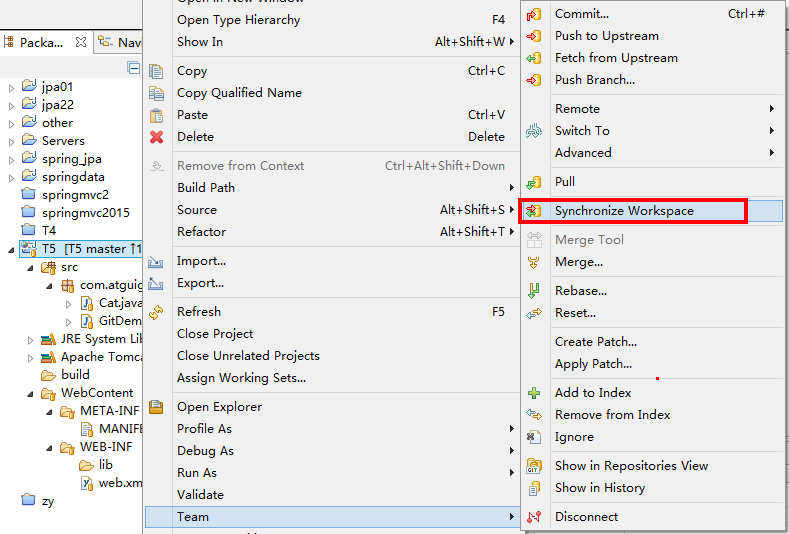 Packa...
Nav
jpa01
jpa22
other
Servers
spring_jpa
springdata
springmvc2
springmvc2015
T4
T5 [T5 master ↑1
src
com.atguig
Cat.java
GitDem
JRE System Lib
Apache Tomca
build
WebContent
META-INF
MANIFE
WEB-INF
lib
web.xm
zy
Open in New Window
Open Type Hierarchy F4
Show In Alt+Shift+W
Copy Ctrl+C
Copy Qualified Name
Paste Ctrl+V
Delete Delete
Remove from Context Ctrl+Alt+Shift+Down
Build Path
Source Alt+Shift+S
Refactor Alt+Shift+T
Import...
Export...
Refresh F5
Close Project
Close Unrelated Projects
Assign Working Sets...
Open Explorer
Profile As
Debug As
Run As
Validate
Team
Commit... Ctrl+#
Push to Upstream
Fetch from Upstream
Push Branch...
Remote
Switch To
Advanced
Pull
Synchronize Workspace
Merge Tool
Merge...
Rebase...
Reset...
Create Patch...
Apply Patch...
Add to Index
Remove from Index
Ignore
GIT
Show in Repositories View
Show in History
Disconnect